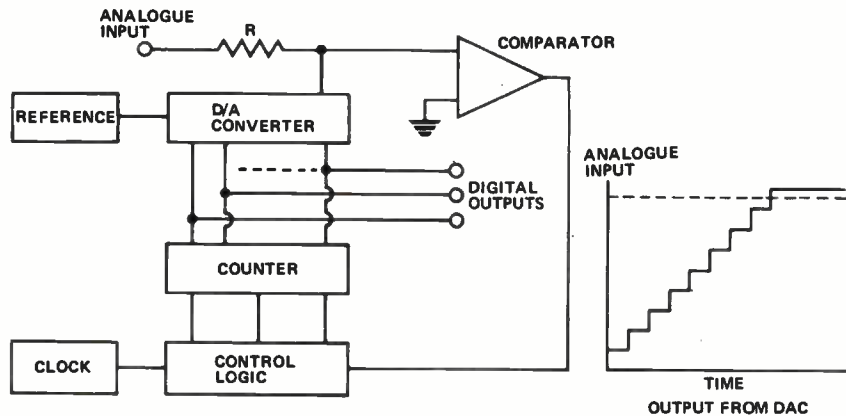 ANALOGUE
INPUT
R
COMPARATOR
REFERENCE
D/A
CONVERTER
DIGITAL
OUTPUTS
COUNTER
CLOCK
CONTROL
LOGIC
ANALOGUE
INPUT
TIME
OUTPUT FROM DAC